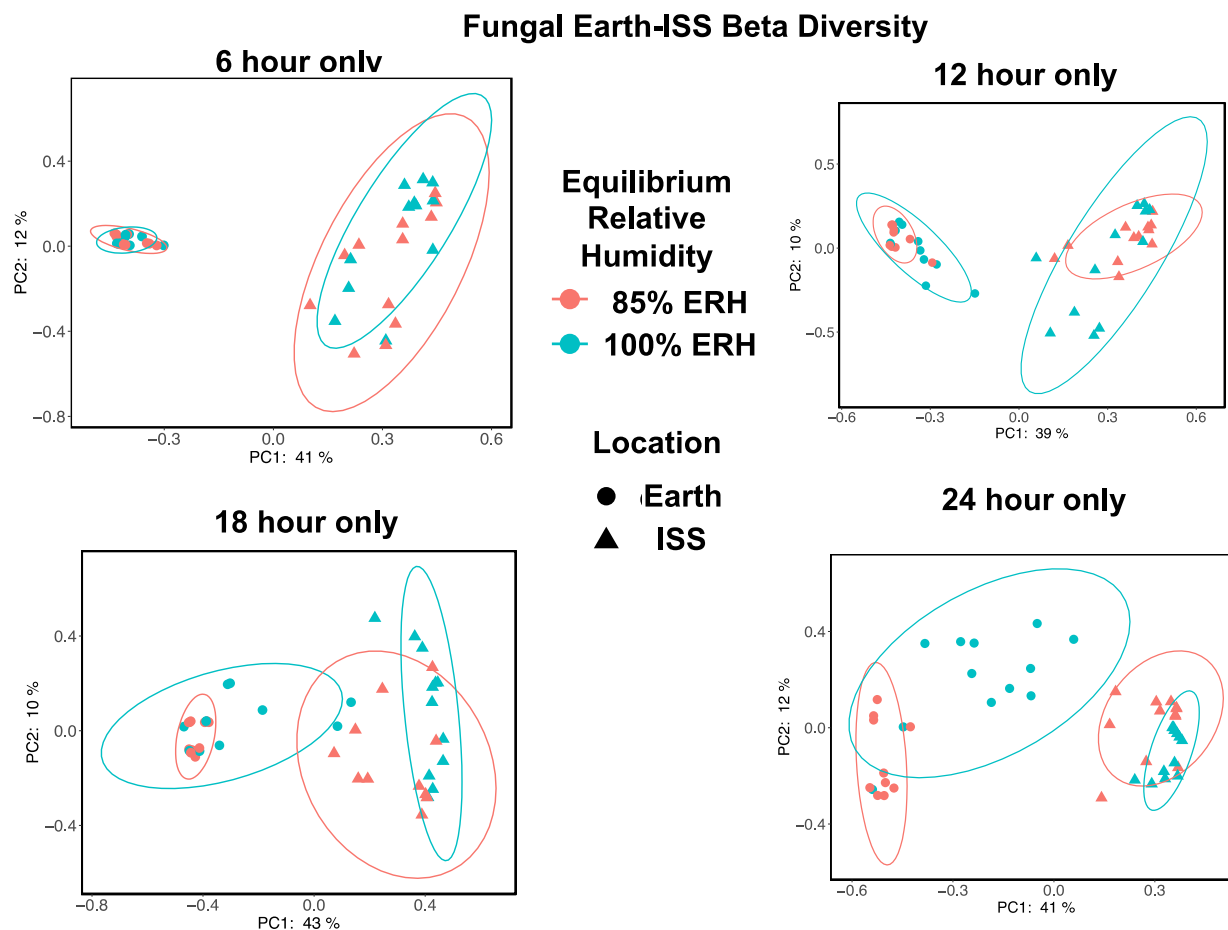 Fungal Earth-ISS Beta Diversity
6 hour only
0.4
0.0
−0.4
−0.8
PC2: 12 %
−0.3
0.0
0.3
0.6
PC1: 41 %
Equilibrium
Relative
Humidity
85% ERH
100% ERH
Location
Earth
ISS
12 hour only
0.5
0.0
−0.5
PC2: 10 %
−0.6
−0.3
0.0
0.3
0.6
PC1: 39 %
18 hour only
0.4
0.0
−0.4
PC2: 10 %
−0.8
−0.4
0.0
0.4
PC1: 43 %
24 hour only
0.4
0.0
−0.4
PC2: 12 %
−0.6
−0.3
0.0
0.3
PC1: 41 %